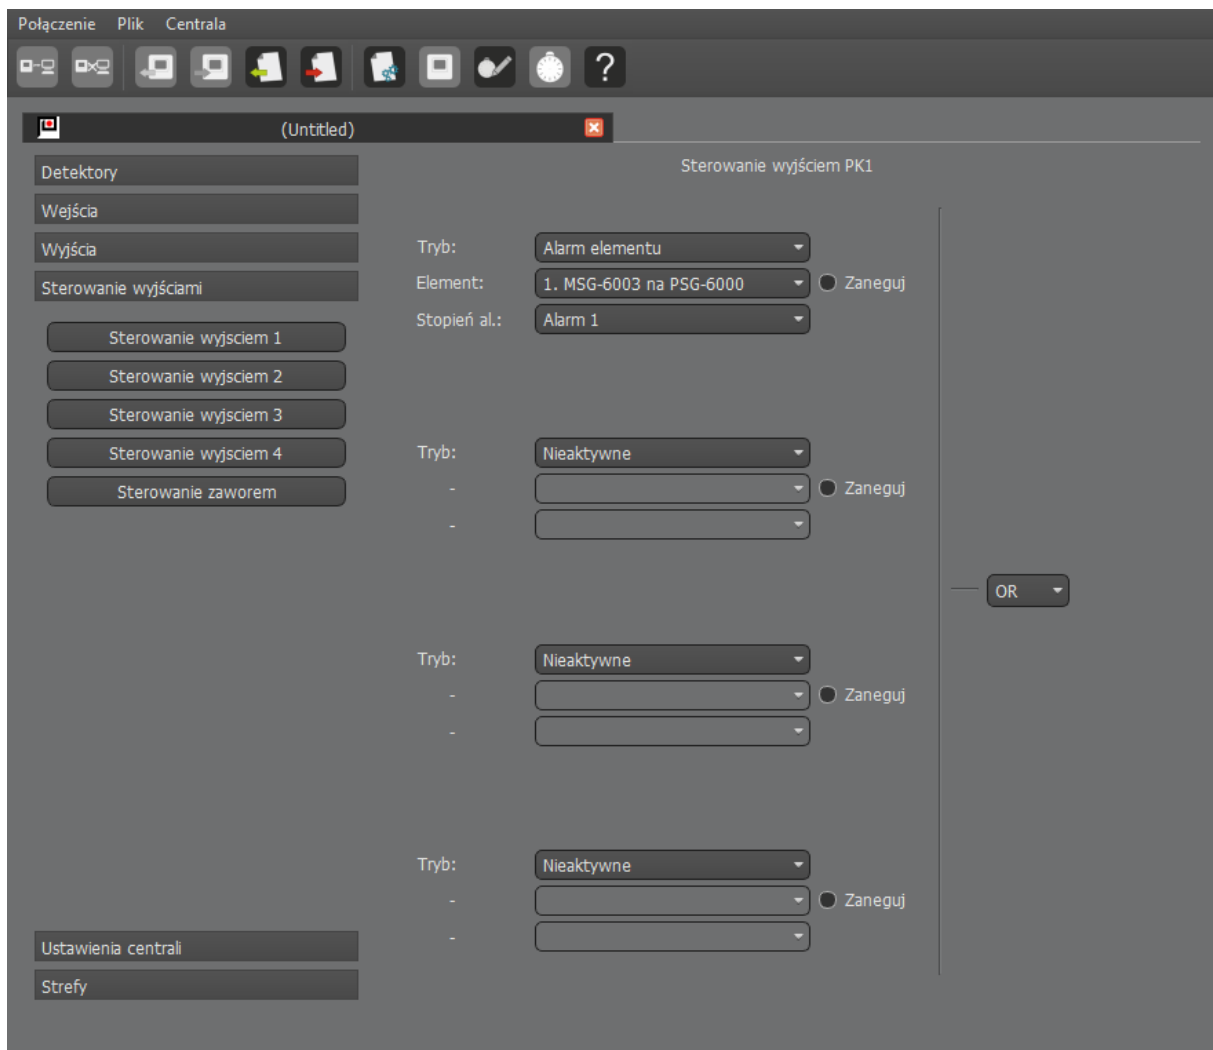 Połączenie Plik Centrala
?
(Untitled)
Sterowanie wyjściem PK1
Detektory
Wejścia
Wyjścia
Sterowanie wyjściami
Sterowanie wyjsciem 1
Sterowanie wyjsciem 2
Sterowanie wyjsciem 3
Sterowanie wyjsciem 4
Sterowanie zaworem
Ustawienia centrali
Strefy
Tryb: Alarm elementu
Element: 1. MSG-6003 na PSG-6000 Zaneguj
Stopień al.: Alarm 1
Tryb: Nieaktywne
- Zaneguj
-
Tryb: Nieaktywne
- Zaneguj
-
Tryb: Nieaktywne
- Zaneguj
-
OR